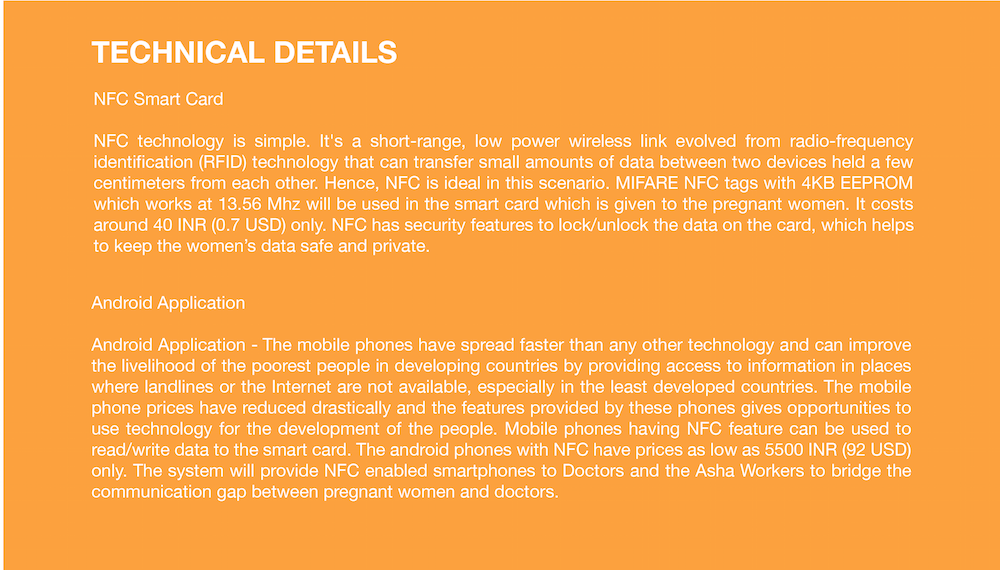 TECHNICAL DETAILS
NFC Smart Card
NFC technology is simple. It's a short-range, low power wireless link evolved from radio-frequency
identification (RFID) technology that can transfer small amounts of data between two devices held a few
centimeters from each other. Hence, NFC is ideal in this scenario. MIFARE NFC tags with 4KB EEPROM
which works at 13.56 Mhz will be used in the smart card which is given to the pregnant women. It costs
around 40 INR (0.7 USD) only. NFC has security features to lock/unlock the data on the card, which helps
to keep the women's data safe and private.
Android Application
Android Application - The mobile phones have spread faster than any other technology and can improve
the livelihood of the poorest people in developing countries by providing access to information in places
where landlines or the Internet are not available, especially in the least developed countries. The mobile
phone prices have reduced drastically and the features provided by these phones gives opportunities to
use technology for the development of the people. Mobile phones having NFC feature can be used to
read/write data to the smart card. The android phones with NFC have prices as low as 5500 INR (92 USD)
only. The system will provide NFC enabled smartphones to Doctors and the Asha Workers to bridge the
communication gap between pregnant women and doctors.